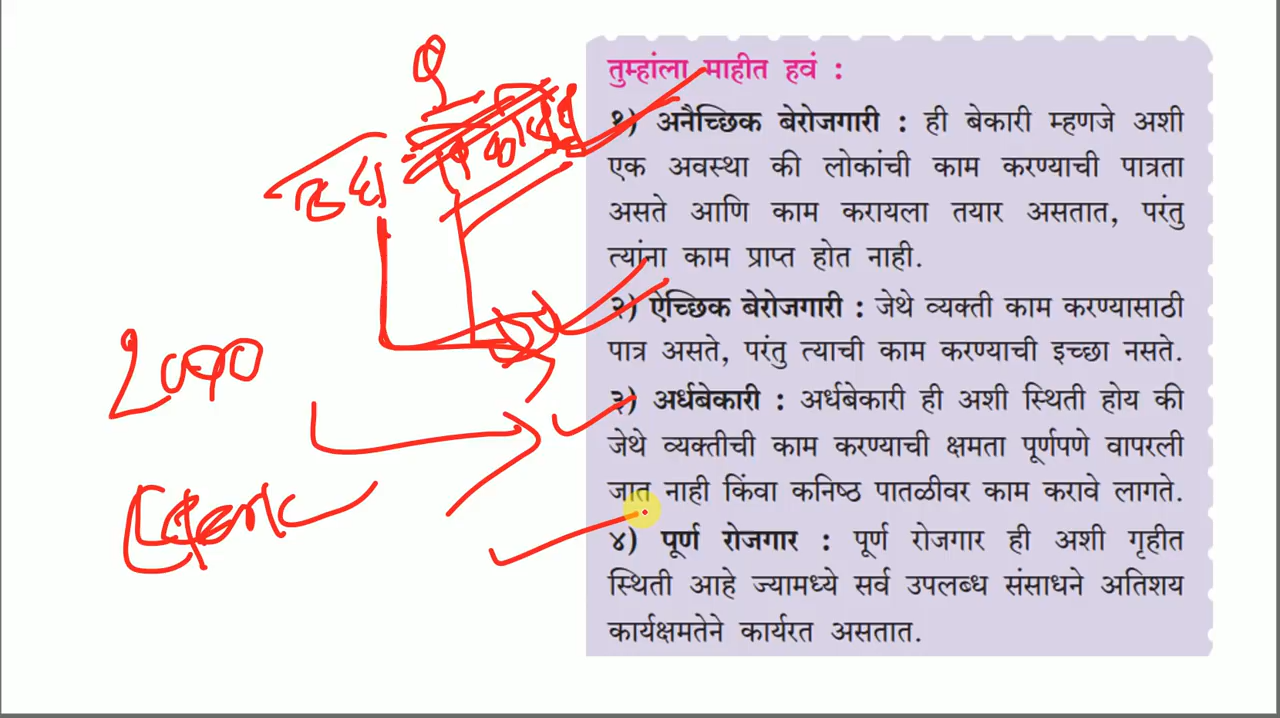 तुम्हांला माहीत हवं :
१) अनैच्छिक बेरोजगारी : ही बेकारी म्हणजे अशी
एक अवस्था की लोकांची काम करण्याची पात्रता
असते आणि काम करायला तयार असतात, परंतु
त्यांना काम प्राप्त होत नाही.
२) ऐच्छिक बेरोजगारी : जेथे व्यक्ती काम करण्यासाठी
पात्र असते, परंतु त्याची काम करण्याची इच्छा नसते.
३) अर्धबेकारी : अर्धबेकारी ही अशी स्थिती होय की
जेथे व्यक्तीची काम करण्याची क्षमता पूर्णपणे वापरली
जात नाही किंवा कनिष्ठ पातळीवर काम करावे लागते.
४) पूर्ण रोजगार : पूर्ण रोजगार ही अशी गृहीत
स्थिती आहे ज्यामध्ये सर्व उपलब्ध संसाधने अतिशय
कार्यक्षमतेने कार्यरत असतात.